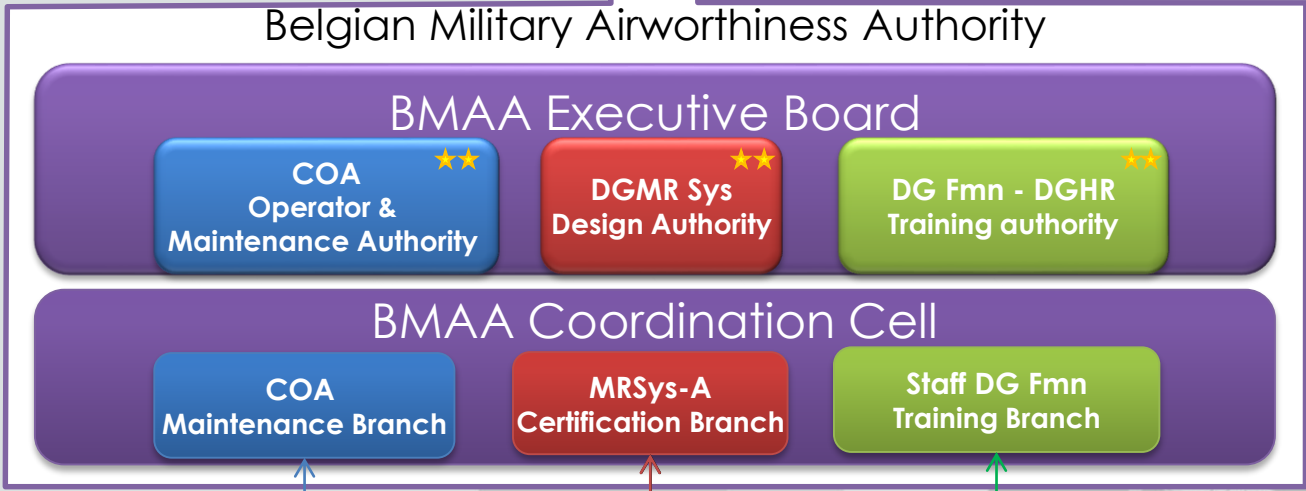 Belgian Military Airworthiness Authority
BMAA Executive Board
COA
Operator &
Maintenance Authority
DGMR Sys
Design Authority
DG Fmn - DGHR
Training authority
BMAA Coordination Cell
COA
Maintenance Branch
MRSys-A
Certification Branch
Staff DG Fmn
Training Branch